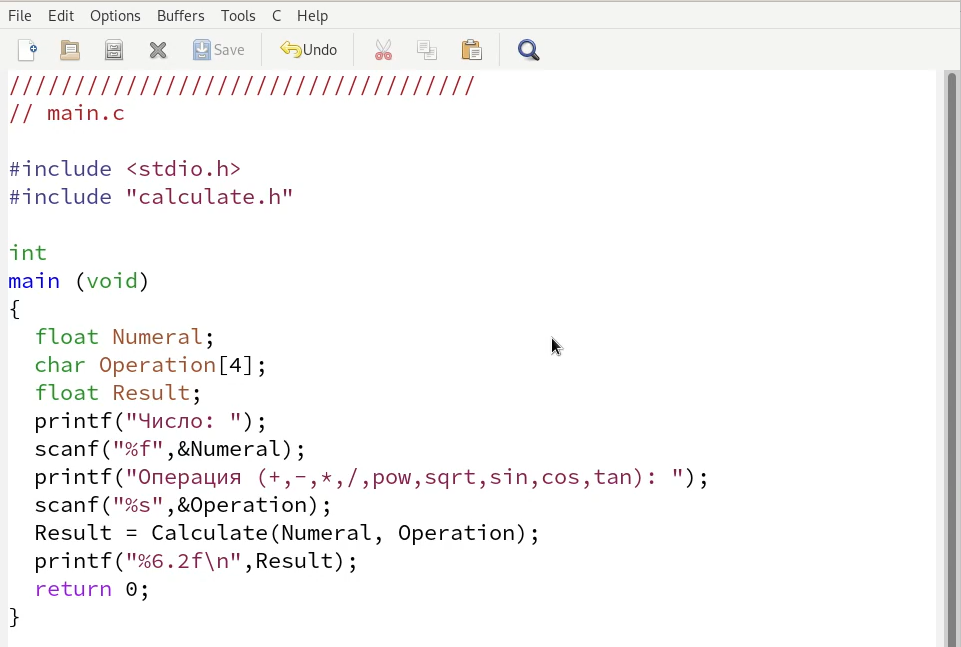 File Edit Options Buffers Tools C Help
Save Undo
////////////////////////////////////
// main.c
#include <stdio.h>
#include "calculate.h"
int
main (void)
{
  float Numeral;
  char Operation[4];
  float Result;
  printf("Число: ");
  scanf("%f",&Numeral);
  printf("Операция (+,-,*,/,pow,sqrt,sin,cos,tan): ");
  scanf("%s",&Operation);
  Result = Calculate(Numeral, Operation);
  printf("%6.2f\n",Result);
  return 0;
}